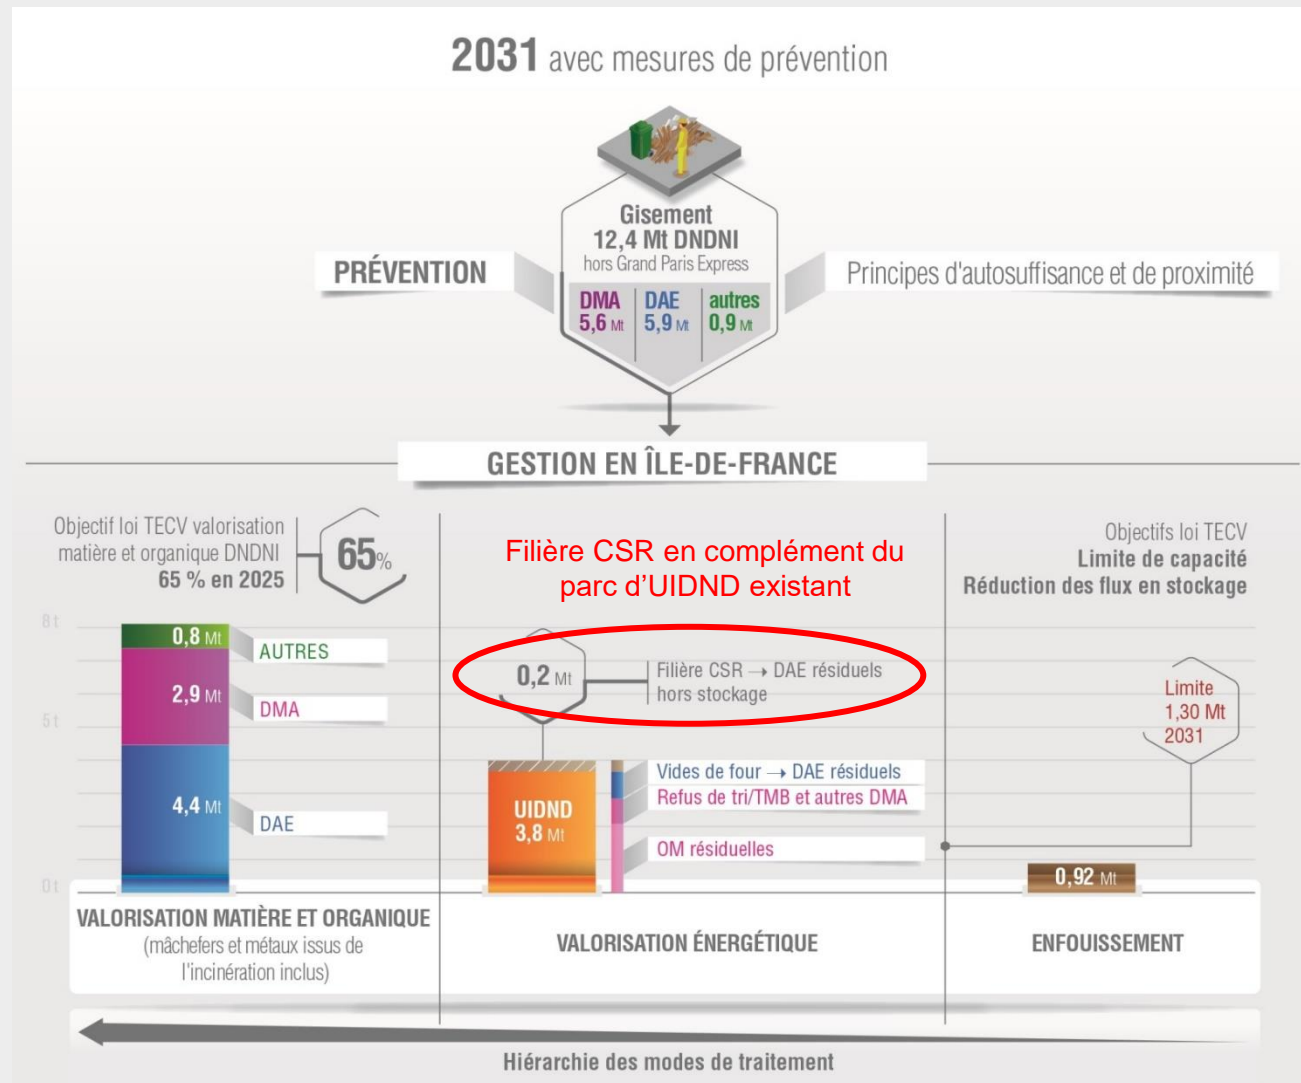 2031 avec mesures de prévention
Gisement
12,4 Mt DNDNI
hors Grand Paris Express
PRÉVENTION
Principes d'autosuffisance et de proximité
DMA
5,6 Mt
DAE
5,9 Mt
autres
0,9 Mt
GESTION EN ÎLE-DE-FRANCE
Objectif loi TECV valorisation
matière et organique DNDNI
65 % en 2025
65%
Filière CSR en complément du
parc d'UIDND existant
Objectifs loi TECV
Limite de capacité
Réduction des flux en stockage
8 t
5 t
0 t
0,8 Mt
AUTRES
2,9 Mt
DMA
4,4 Mt
DAE
0,2 Mt
Filière CSR → DAE résiduels
hors stockage
UIDND
3,8 Mt
Vides de four → DAE résiduels
Refus de tri/TMB et autres DMA
OM résiduelles
Limite
1,30 Mt
2031
0,92 Mt
VALORISATION MATIÈRE ET ORGANIQUE
(mâchefers et métaux issus de
l'incinération inclus)
VALORISATION ÉNERGÉTIQUE
ENFOUISSEMENT
Hiérarchie des modes de traitement